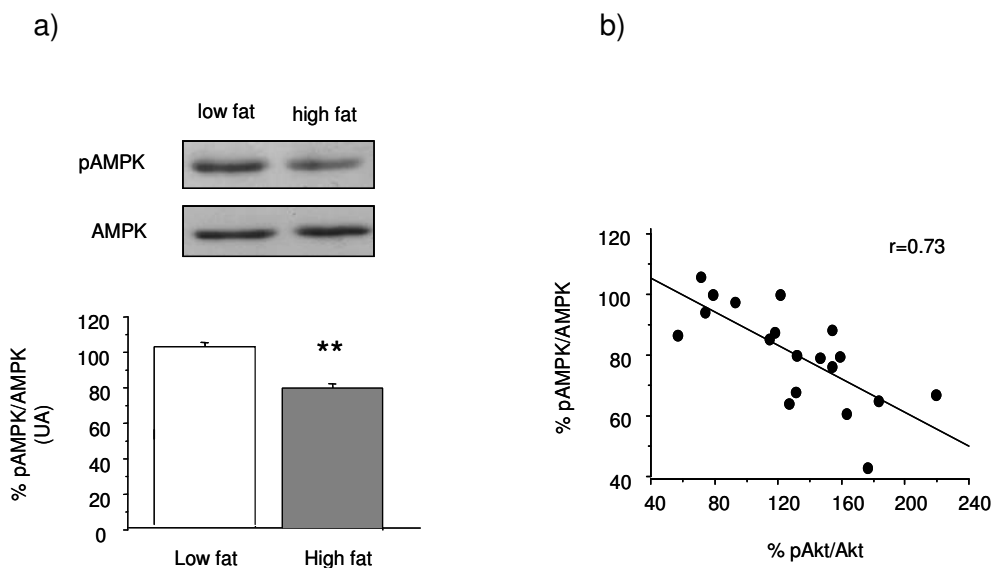 a)
low fat high fat
pAMPK
AMPK
% pAMPK/AMPK
(UA)
120
100
80
60
40
20
0
**
Low fat High fat
b)
r=0.73
% pAMPK/AMPK
120
100
80
60
40
40 80 120 160 200 240
% pAkt/Akt